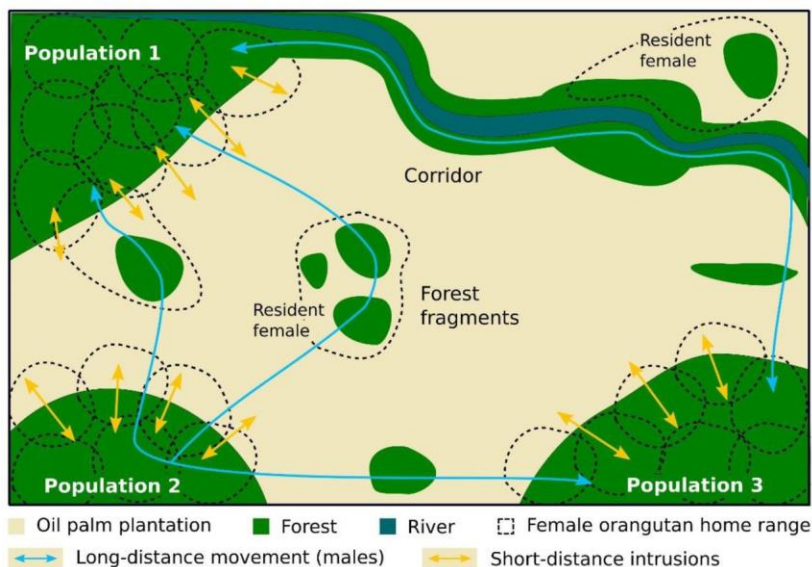 Population 1
Resident
female
Corridor
Resident
female
Forest
fragments
Population 2
Population 3
Oil palm plantation
Forest
River
Female orangutan home range
Long-distance movement (males)
Short-distance intrusions